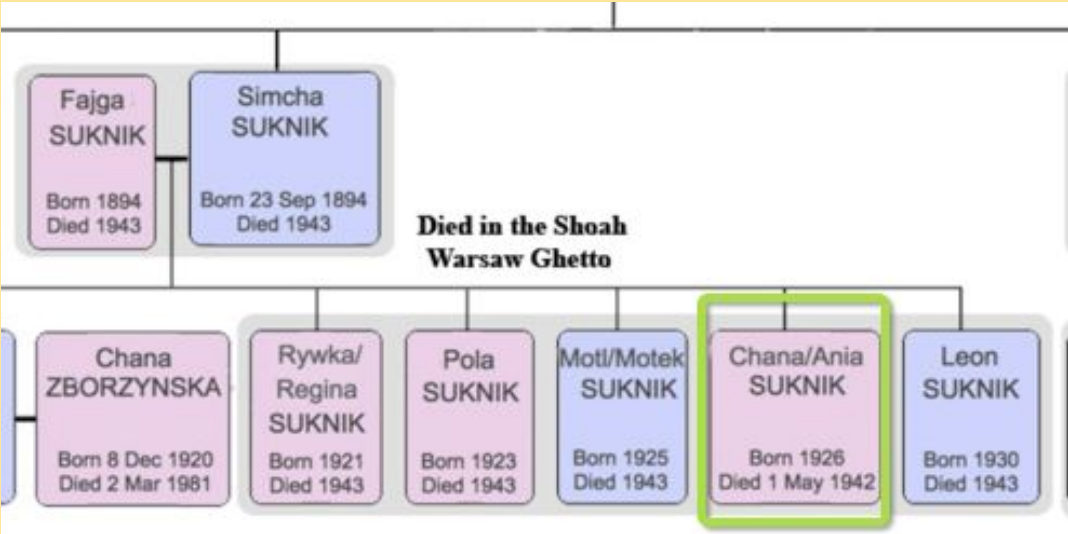 Fajga
SUKNIK
Born 1894
Died 1943
Simcha
SUKNIK
Born 23 Sep 1894
Died 1943
Died in the Shoah
Warsaw Ghetto
Chana
ZBORZYNSKA
Born 8 Dec 1920
Died 2 Mar 1981
Rywka/
Regina
SUKNIK
Born 1921
Died 1943
Pola
SUKNIK
Born 1923
Died 1943
Motl/Motek
SUKNIK
Born 1925
Died 1943
Chana/Ania
SUKNIK
Born 1926
Died 1 May 1942
Leon
SUKNIK
Born 1930
Died 1943